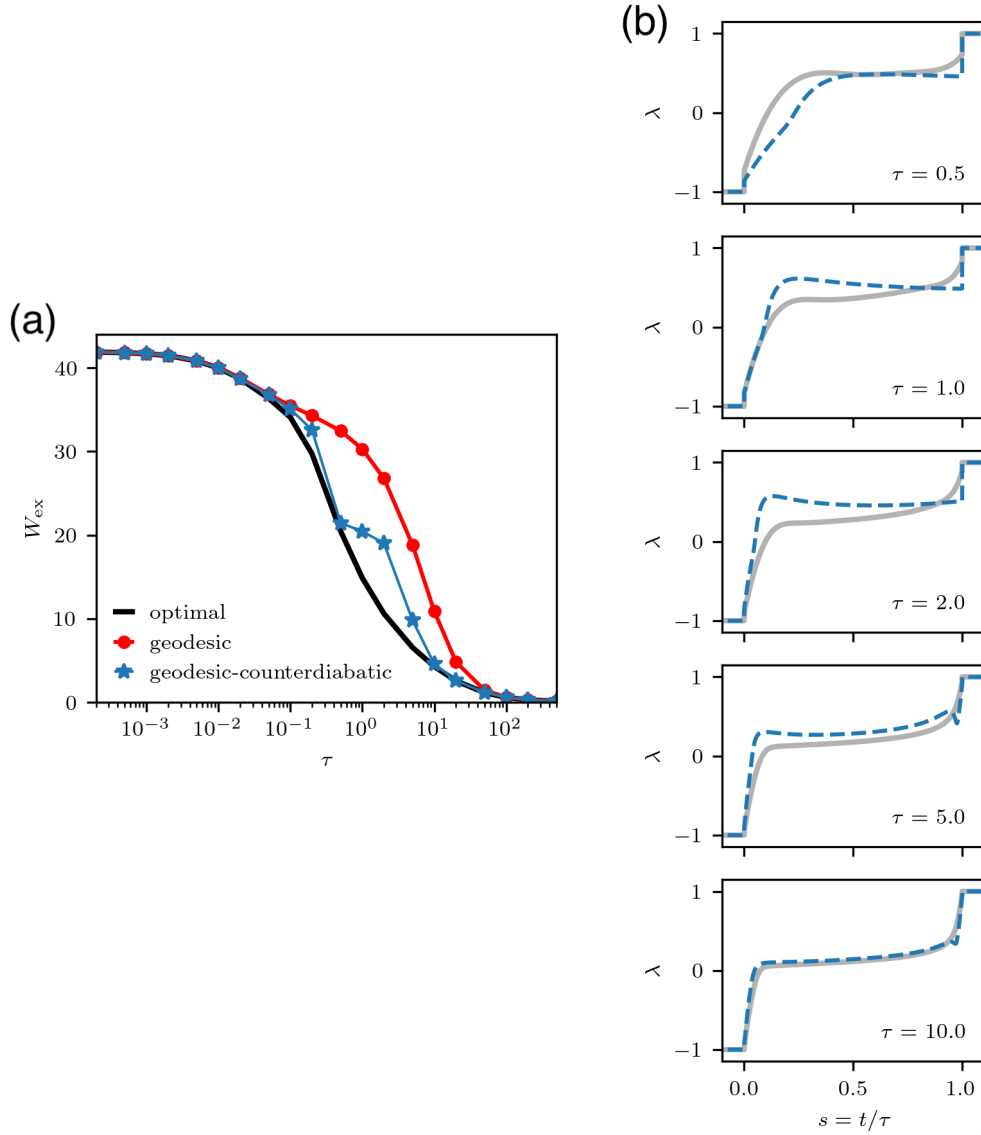 (a)
40
30
20
10
0
W_ex
10^−3
10^−2
10^−1
10^0
10^1
10^2
τ
optimal
geodesic
geodesic-counterdiabatic
(b)
1
0
−1
λ
τ = 0.5
1
0
−1
λ
τ = 1.0
1
0
−1
λ
τ = 2.0
1
0
−1
λ
τ = 5.0
1
0
−1
λ
τ = 10.0
0.0
0.5
1.0
s = t/τ